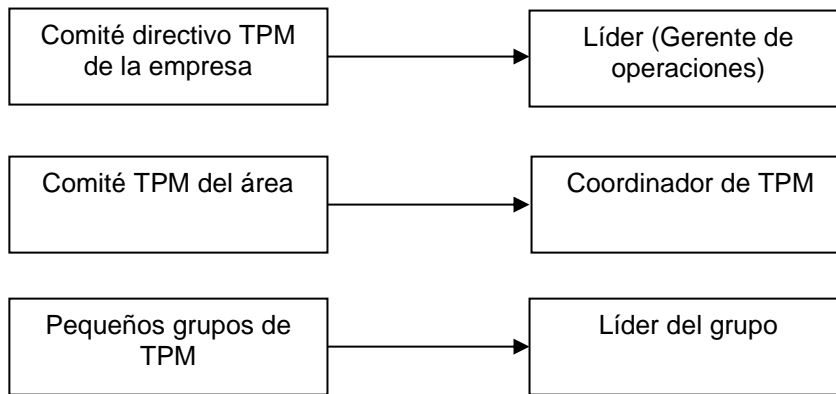 Comité directivo TPM
de la empresa
Líder (Gerente de
operaciones)
Comité TPM del área
Coordinador de TPM
Pequeños grupos de
TPM
Líder del grupo